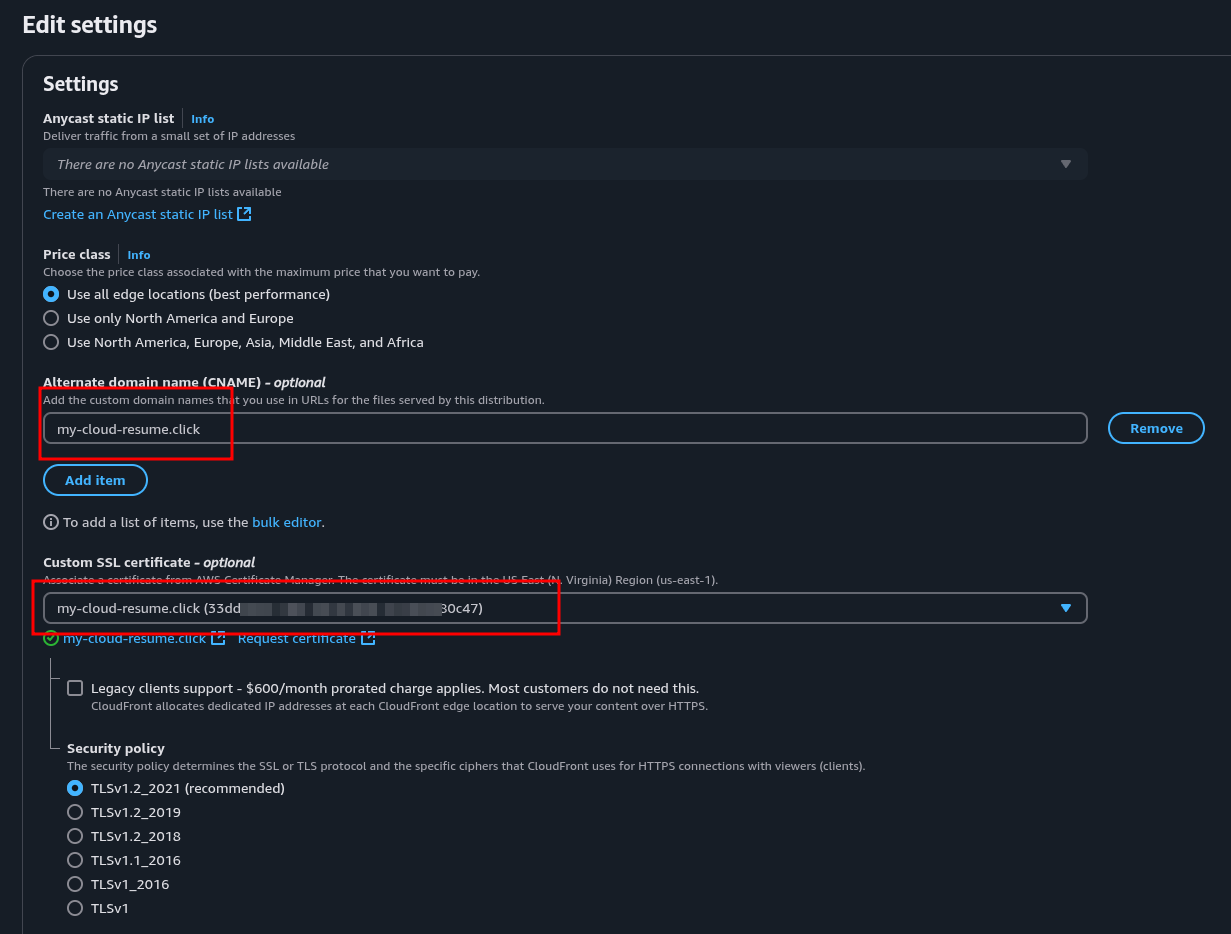 Edit settings
Settings
Anycast static IP list Info
Deliver traffic from a small set of IP addresses
There are no Anycast static IP lists available
There are no Anycast static IP lists available
Create an Anycast static IP list
Price class Info
Choose the price class associated with the maximum price that you want to pay.
Use all edge locations (best performance)
Use only North America and Europe
Use North America, Europe, Asia, Middle East, and Africa
Alternate domain name (CNAME) - optional
Add the custom domain names that you use in URLs for the files served by this distribution.
my-cloud-resume.click Remove
Add item
To add a list of items, use the bulk editor.
Custom SSL certificate - optional
Associate a certificate from AWS Certificate Manager. The certificate must be in the US East (N. Virginia) Region (us-east-1).
my-cloud-resume.click (33dd 80c47)
my-cloud-resume.click Request certificate
Legacy clients support - $600/month prorated charge applies. Most customers do not need this.
CloudFront allocates dedicated IP addresses at each CloudFront edge location to serve your content over HTTPS.
Security policy
The security policy determines the SSL or TLS protocol and the specific ciphers that CloudFront uses for HTTPS connections with viewers (clients).
TLSv1.2_2021 (recommended)
TLSv1.2_2019
TLSv1.2_2018
TLSv1.1_2016
TLSv1_2016
TLSv1